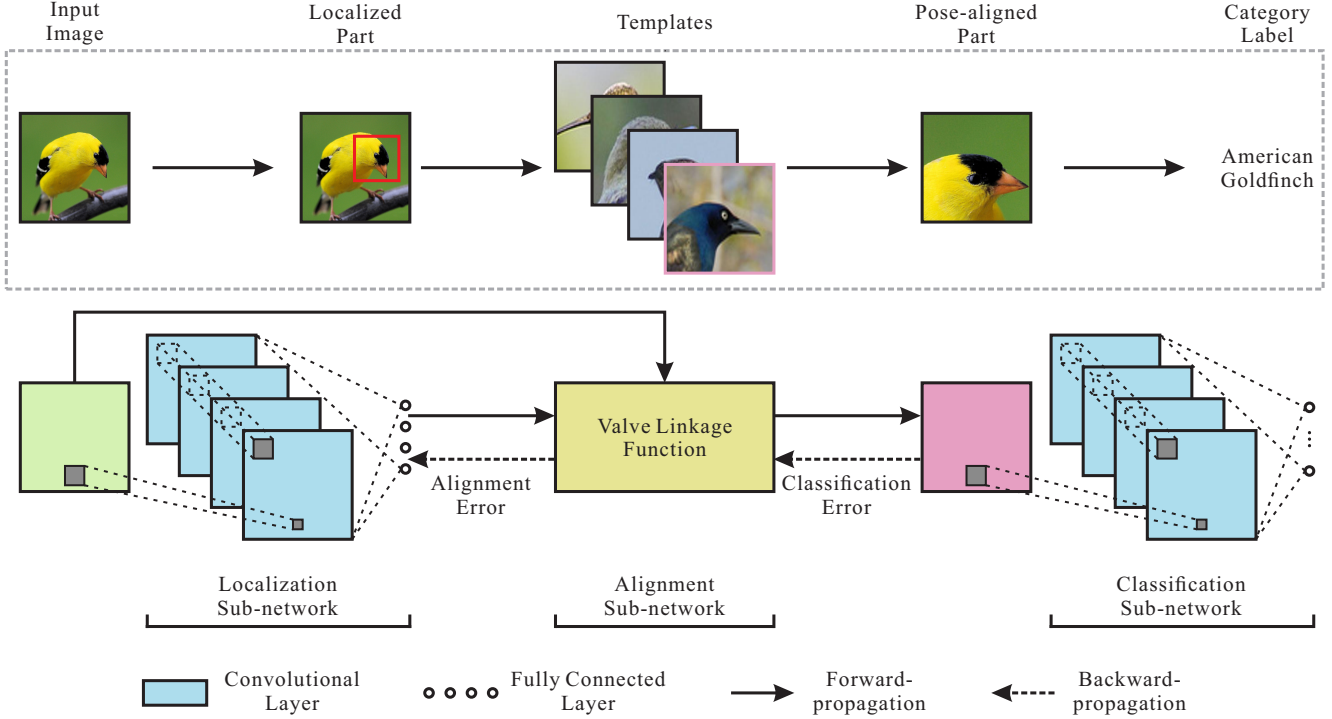 Input
Image
Localized
Part
Templates
Pose-aligned
Part
Category
Label
American
Goldfinch
Valve Linkage
Function
Alignment
Error
Classification
Error
Localization
Sub-network
Alignment
Sub-network
Classification
Sub-network
Convolutional
Layer
Fully Connected
Layer
Forward-
propagation
Backward-
propagation